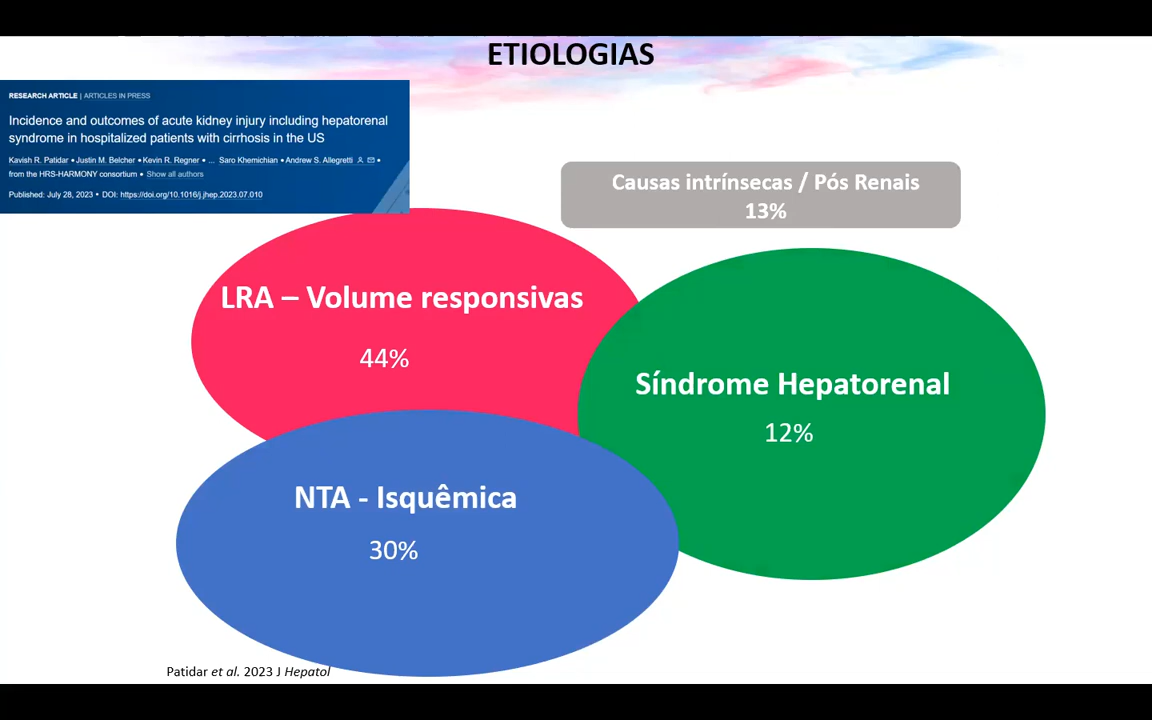 ETIOLOGIAS
RESEARCH ARTICLE | ARTICLES IN PRESS
Incidence and outcomes of acute kidney injury including hepatorenal
syndrome in hospitalized patients with cirrhosis in the US
Kavish R. Patidar • Justin M. Belcher • Kevin R. Regner • ... Saro Khemichian • Andrew S. Allegretti •
from the HRS-HARMONY consortium • Show all authors
Published: July 28, 2023 • DOI: https://doi.org/10.1016/j.jhep.2023.07.010
Causas intrínsecas / Pós Renais
13%
LRA – Volume responsivas
44%
Síndrome Hepatorenal
12%
NTA - Isquêmica
30%
Patidar et al. 2023 J Hepatol